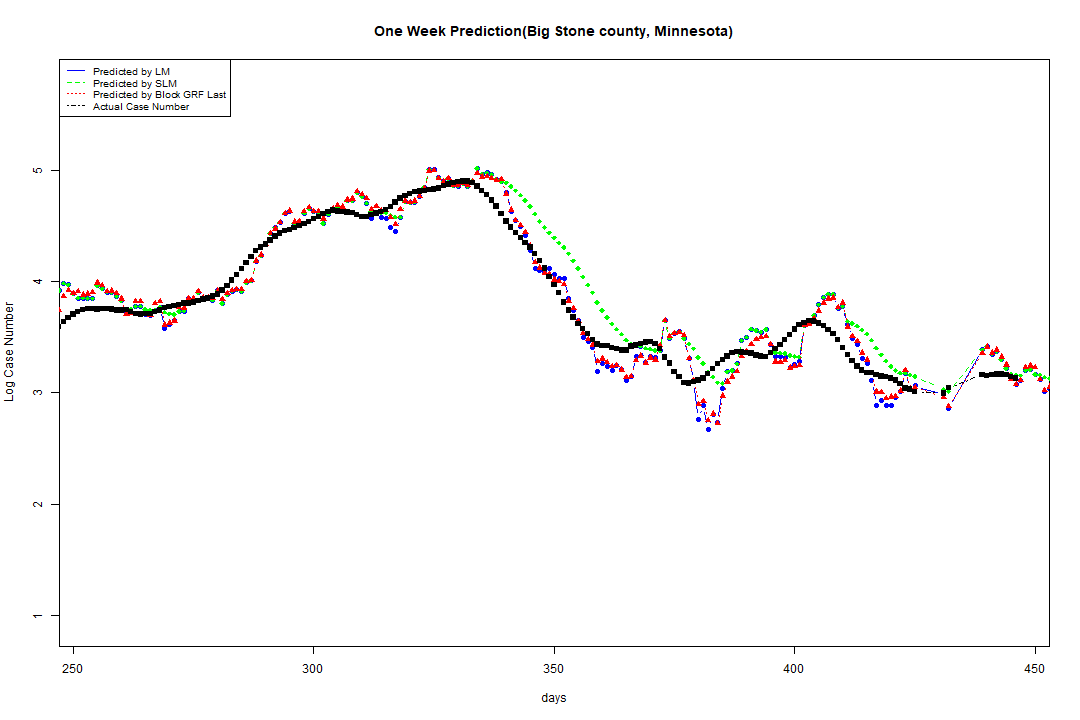 One Week Prediction(Big Stone county, Minnesota)
Predicted by LM
Predicted by SLM
Predicted by Block GRF Last
Actual Case Number
5
4
3
2
1
Log Case Number
250 300 350 400 450
days